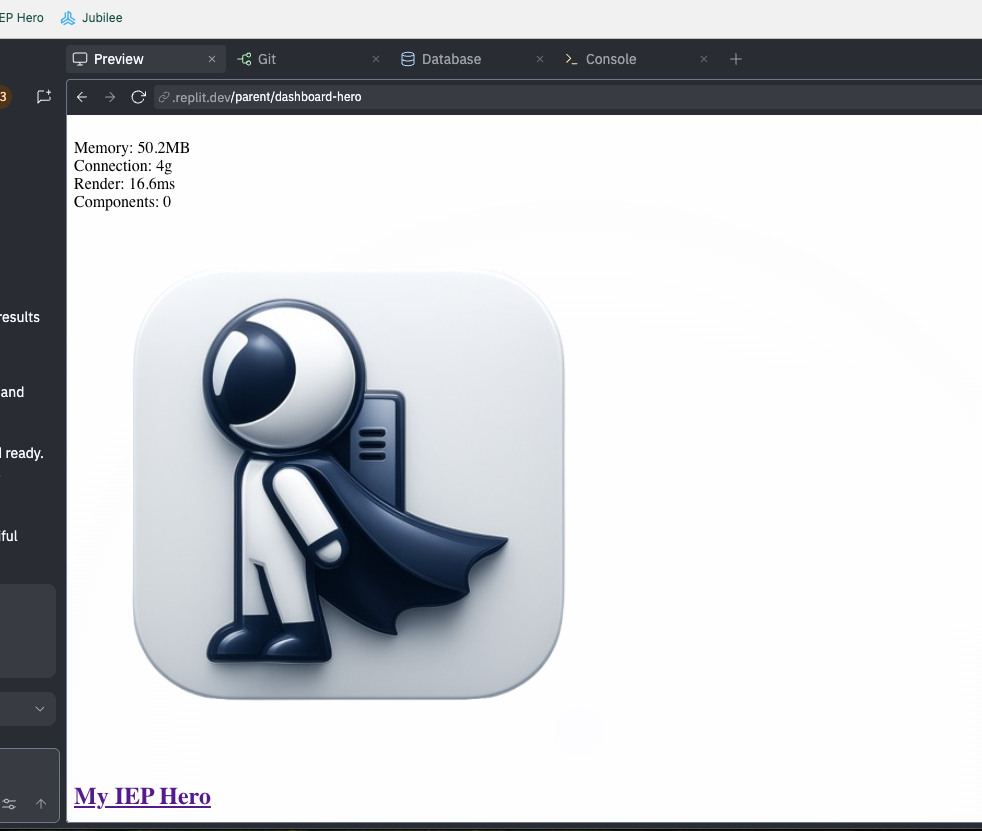 EP Hero Jubilee
Preview Git Database Console
3
.replit.dev/parent/dashboard-hero
Memory: 50.2MB
Connection: 4g
Render: 16.6ms
Components: 0
results
and
ready.
My IEP Hero